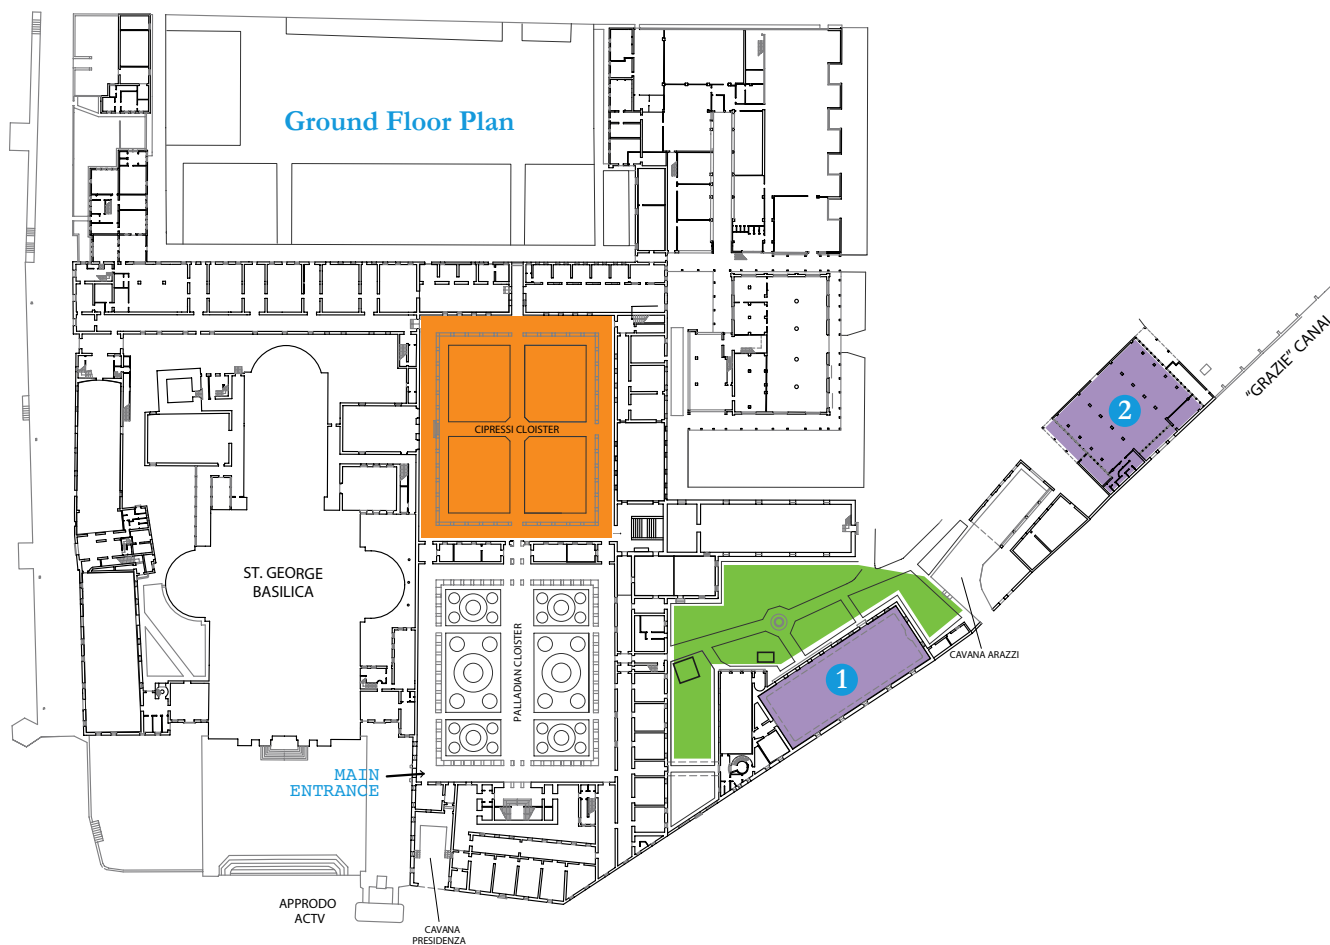 Ground Floor Plan
"GRAZIE" CANAL
2
CIPRESSI CLOISTER
ST. GEORGE
BASILICA
PALLADIAN CLOISTER
CAVANA ARAZZI
1
MAIN
ENTRANCE
APPRODO
ACTV
CAVANA
PRESIDENZA